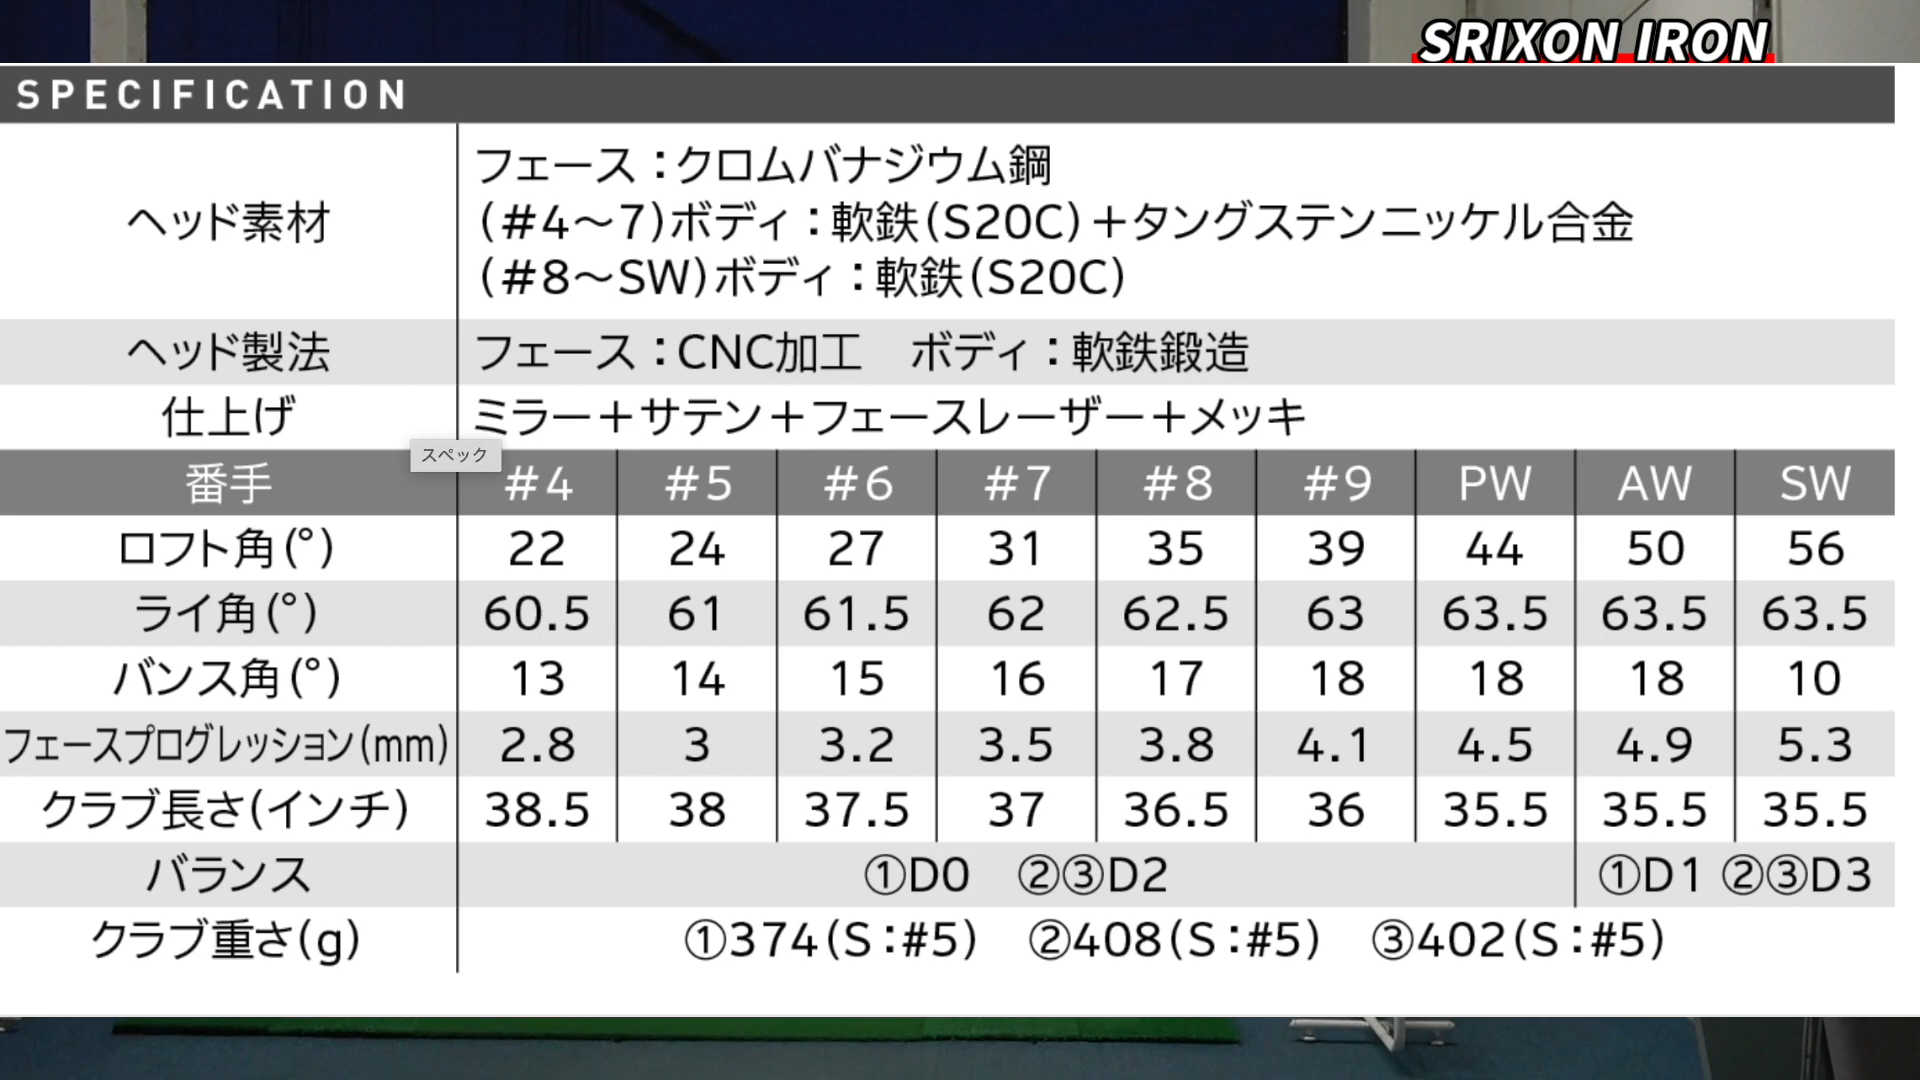 SRIXON IRON
SPECIFICATION
ヘッド素材
フェース：クロムバナジウム鋼
(#4〜7)ボディ：軟鉄(S20C)＋タングステンニッケル合金
(#8〜SW)ボディ：軟鉄(S20C)
ヘッド製法 フェース：CNC加工　ボディ：軟鉄鍛造
仕上げ ミラー＋サテン＋フェースレーザー＋メッキ
スペック
番手 #4 #5 #6 #7 #8 #9 PW AW SW
ロフト角(°) 22 24 27 31 35 39 44 50 56
ライ角(°) 60.5 61 61.5 62 62.5 63 63.5 63.5 63.5
バンス角(°) 13 14 15 16 17 18 18 18 10
フェースプログレッション(mm) 2.8 3 3.2 3.5 3.8 4.1 4.5 4.9 5.3
クラブ長さ(インチ) 38.5 38 37.5 37 36.5 36 35.5 35.5 35.5
バランス ①D0 ②③D2 ①D1 ②③D3
クラブ重さ(g) ①374(S：#5) ②408(S：#5) ③402(S：#5)